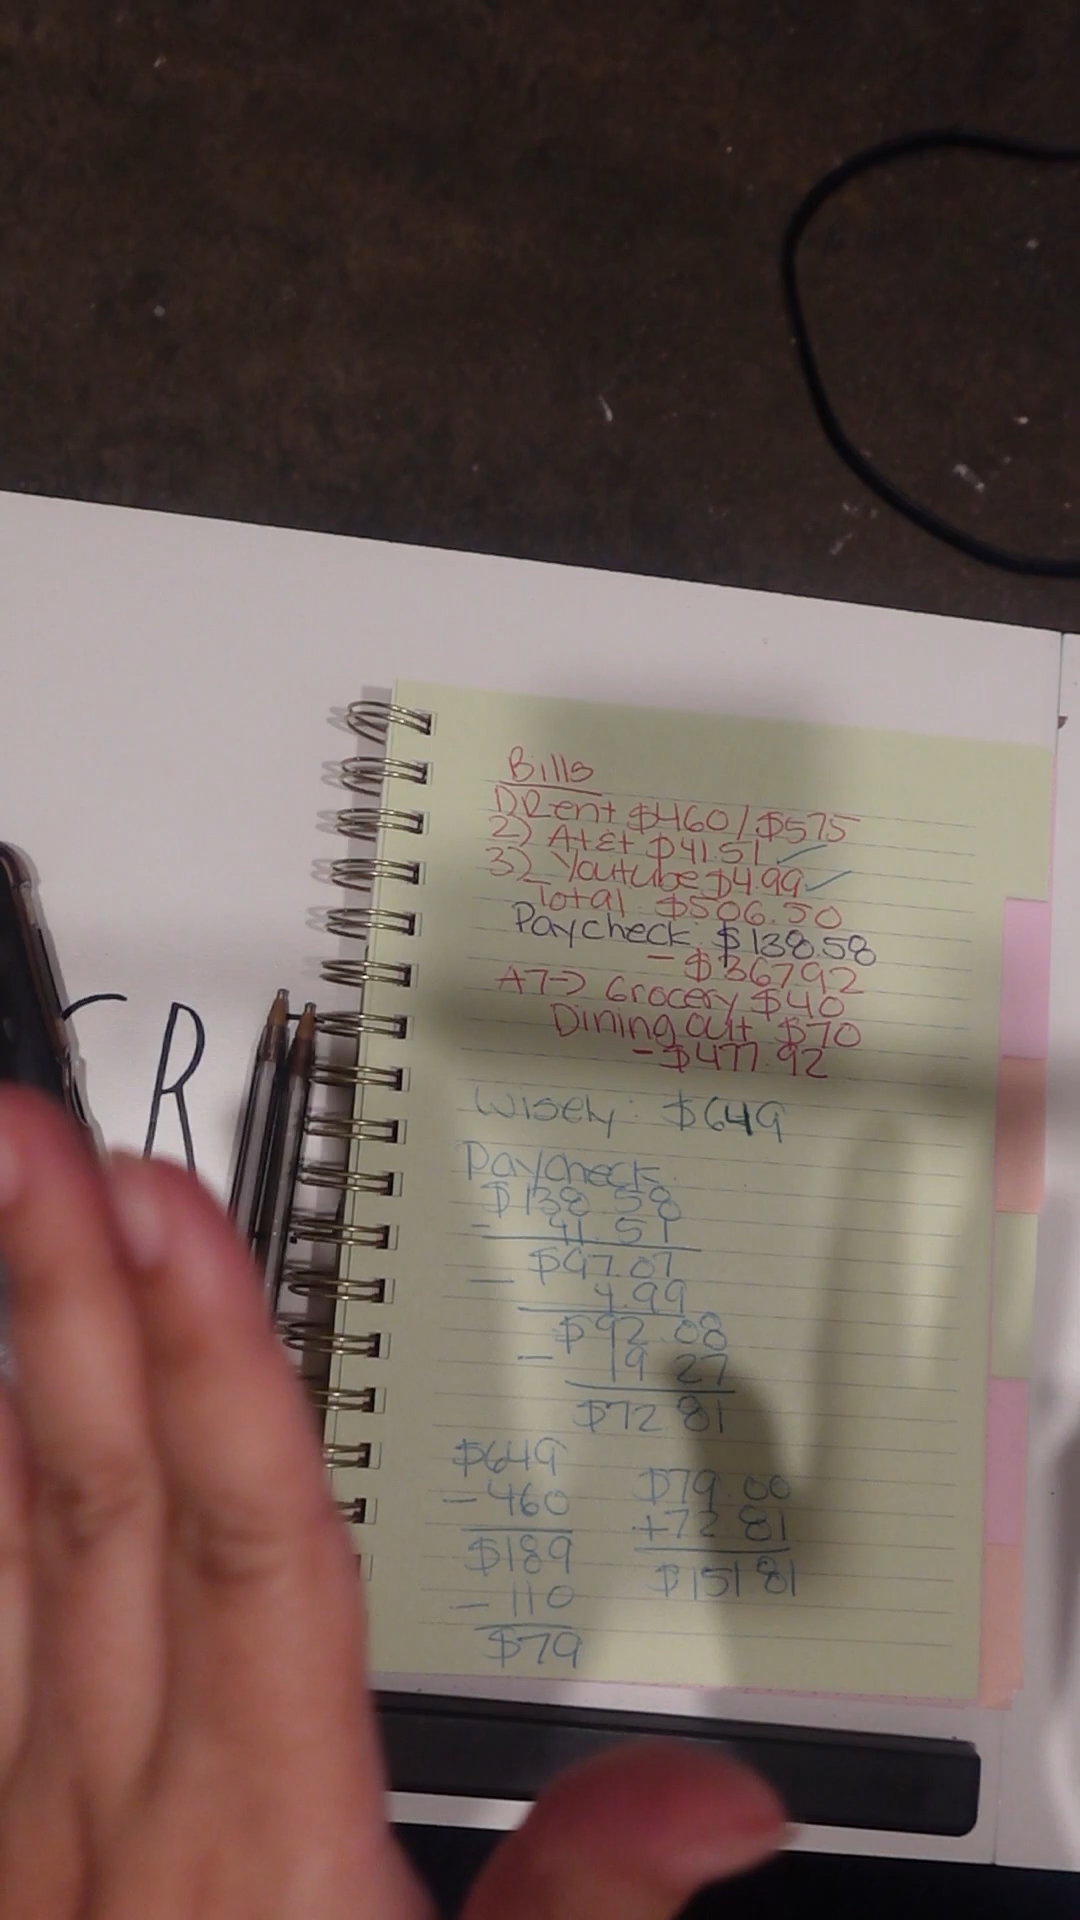 R
Bills
1) Rent $460/$575
2) At&t $41.51 ✓
3) Youtube $4.99 ✓
Total: $506.50
Paycheck: $138.58
- $367.92
A7-> Grocery $40
Dining out $70
- $477.92
Wisely: $649
Paycheck
$138.58
- 41.51
$97.07
- 4.99
$92.08
- 19.27
$72.81
$649
- 460
$189
- 110
$79
$79.00
+72.81
$151.81